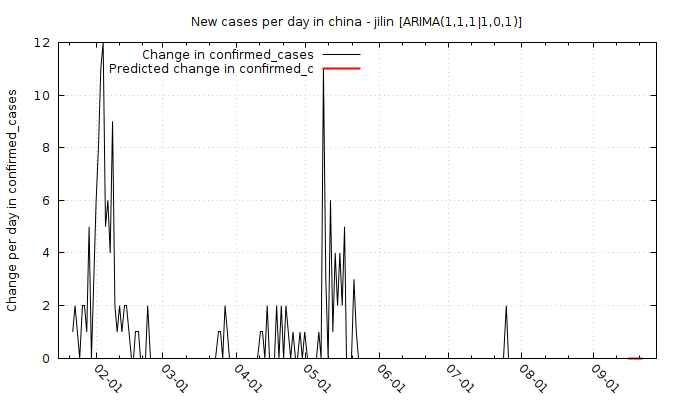 New cases per day in china - jilin [ARIMA(1,1,1|1,0,1)]
Change in confirmed_cases
Predicted change in confirmed_c
Change per day in confirmed_cases
12
10
8
6
4
2
0
02-01 03-01 04-01 05-01 06-01 07-01 08-01 09-01